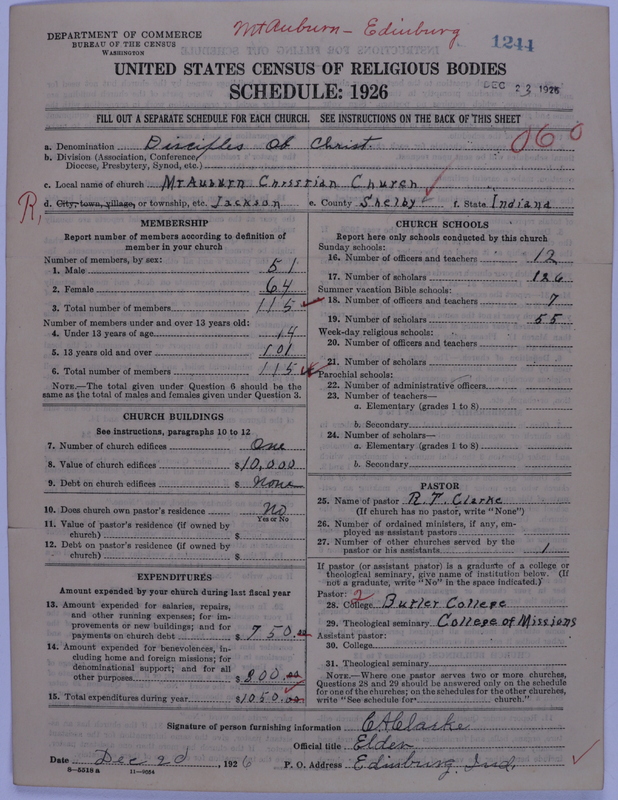 DEPARTMENT OF COMMERCE
BUREAU OF THE CENSUS
WASHINGTON
Mt Auburn - Edinburg
1244
UNITED STATES CENSUS OF RELIGIOUS BODIES
SCHEDULE: 1926
DEC 23 1926
FILL OUT A SEPARATE SCHEDULE FOR EACH CHURCH. SEE INSTRUCTIONS ON THE BACK OF THIS SHEET
060
a. Denomination Disciples of Christ
b. Division (Association, Conference, Diocese, Presbytery, Synod, etc.)
c. Local name of church Mt Auburn Christian Church
R,
d. City, town, village, or township, etc. Jackson e. County Shelby f. State Indiana
MEMBERSHIP
Report number of members according to definition of member in your church
Number of members, by sex:
1. Male 51
2. Female 64
3. Total number of members 115
Number of members under and over 13 years old:
4. Under 13 years of age 14
5. 13 years old and over 101
6. Total number of members 115
NOTE.—The total given under Question 6 should be the same as the total of males and females given under Question 3.
CHURCH BUILDINGS
See instructions, paragraphs 10 to 12
7. Number of church edifices One
8. Value of church edifices $10,000
9. Debt on church edifices $ None
10. Does church own pastor's residence No
Yes or No
11. Value of pastor's residence (if owned by church) $
12. Debt on pastor's residence (if owned by church) $
EXPENDITURES
Amount expended by your church during last fiscal year
13. Amount expended for salaries, repairs, and other running expenses; for improvements or new buildings; and for payments on church debt $ 750.00
14. Amount expended for benevolences, including home and foreign missions; for denominational support; and for all other purposes $ 300.00
15. Total expenditures during year $1050.00
CHURCH SCHOOLS
Report here only schools conducted by this church
Sunday schools:
16. Number of officers and teachers 12
17. Number of scholars 126
Summer vacation Bible schools:
18. Number of officers and teachers 7
19. Number of scholars 55
Week-day religious schools:
20. Number of officers and teachers
21. Number of scholars
Parochial schools:
22. Number of administrative officers
23. Number of teachers—
a. Elementary (grades 1 to 8)
b. Secondary
24. Number of scholars—
a. Elementary (grades 1 to 8)
b. Secondary
PASTOR
25. Name of pastor R. T. Clarke
(If church has no pastor, write "None")
26. Number of ordained ministers, if any, employed as assistant pastors
27. Number of other churches served by the pastor or his assistants 1
If pastor (or assistant pastor) is a graduate of a college or theological seminary, give name of institution below. (If not a graduate, write "No" in the space indicated.)
Pastor: 2
28. College Butler College
29. Theological seminary College of Missions
Assistant pastor:
30. College
31. Theological seminary
NOTE.—Where one pastor serves two or more churches, Questions 28 and 29 should be answered only on the schedule for one of the churches; on the schedules for the other churches, write "See schedule for church."
Signature of person furnishing information C A Clarke
Official title Elder
Date Dec 2d, 1926 P. O. Address Edinburg, Ind.
8—5518 a 11—9064